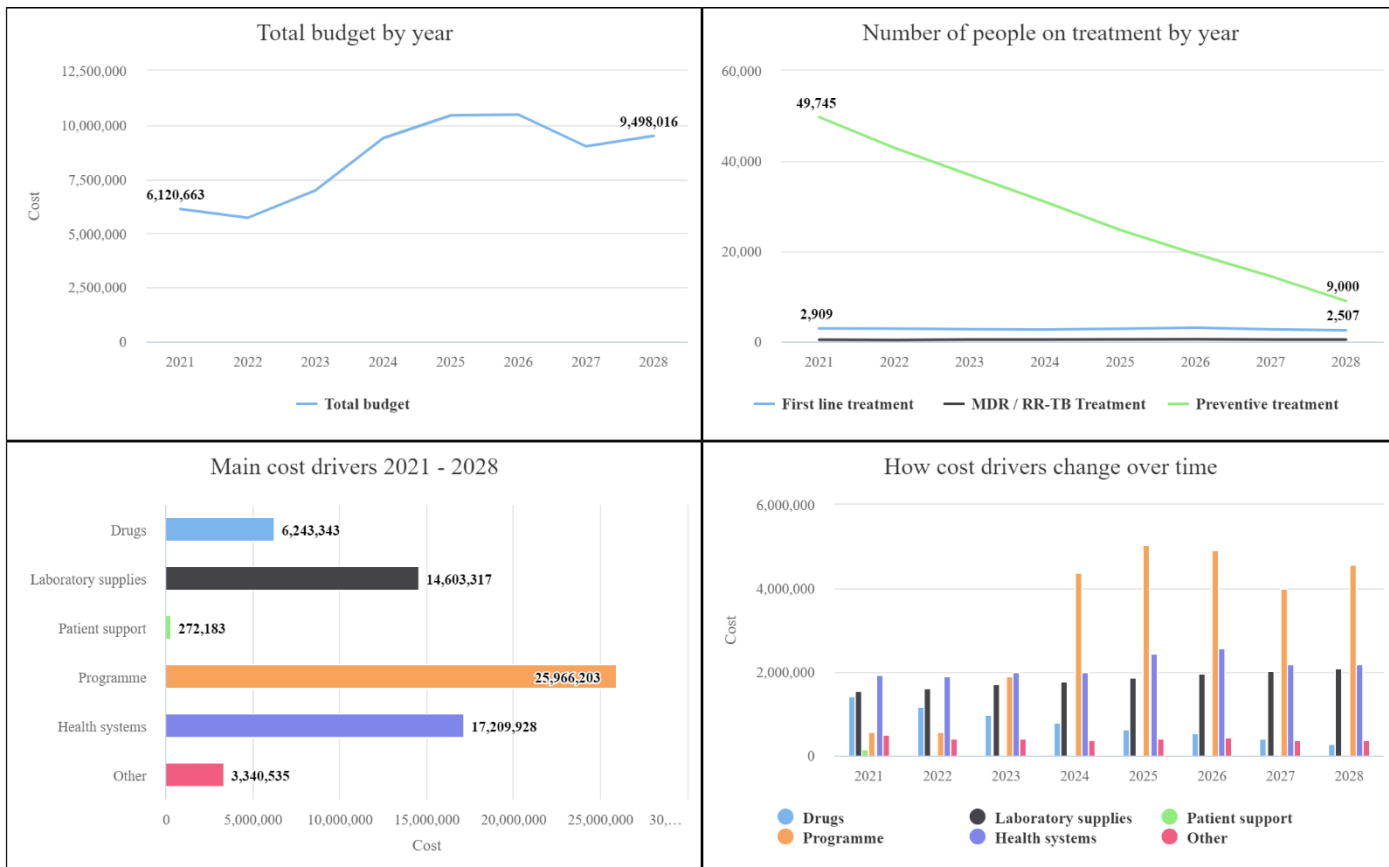 Total budget by year
12,500,000
10,000,000
7,500,000
5,000,000
2,500,000
0
Cost
6,120,663
9,498,016
2021 2022 2023 2024 2025 2026 2027 2028
Total budget
Number of people on treatment by year
60,000
40,000
20,000
0
49,745
2,909
9,000
2,507
2021 2022 2023 2024 2025 2026 2027 2028
First line treatment MDR / RR-TB Treatment Preventive treatment
Main cost drivers 2021 - 2028
Drugs 6,243,343
Laboratory supplies 14,603,317
Patient support 272,183
Programme 25,966,203
Health systems 17,209,928
Other 3,340,535
0 5,000,000 10,000,000 15,000,000 20,000,000 25,000,000 30,…
Cost
How cost drivers change over time
6,000,000
4,000,000
2,000,000
0
Cost
2021 2022 2023 2024 2025 2026 2027 2028
Drugs Laboratory supplies Patient support
Programme Health systems Other